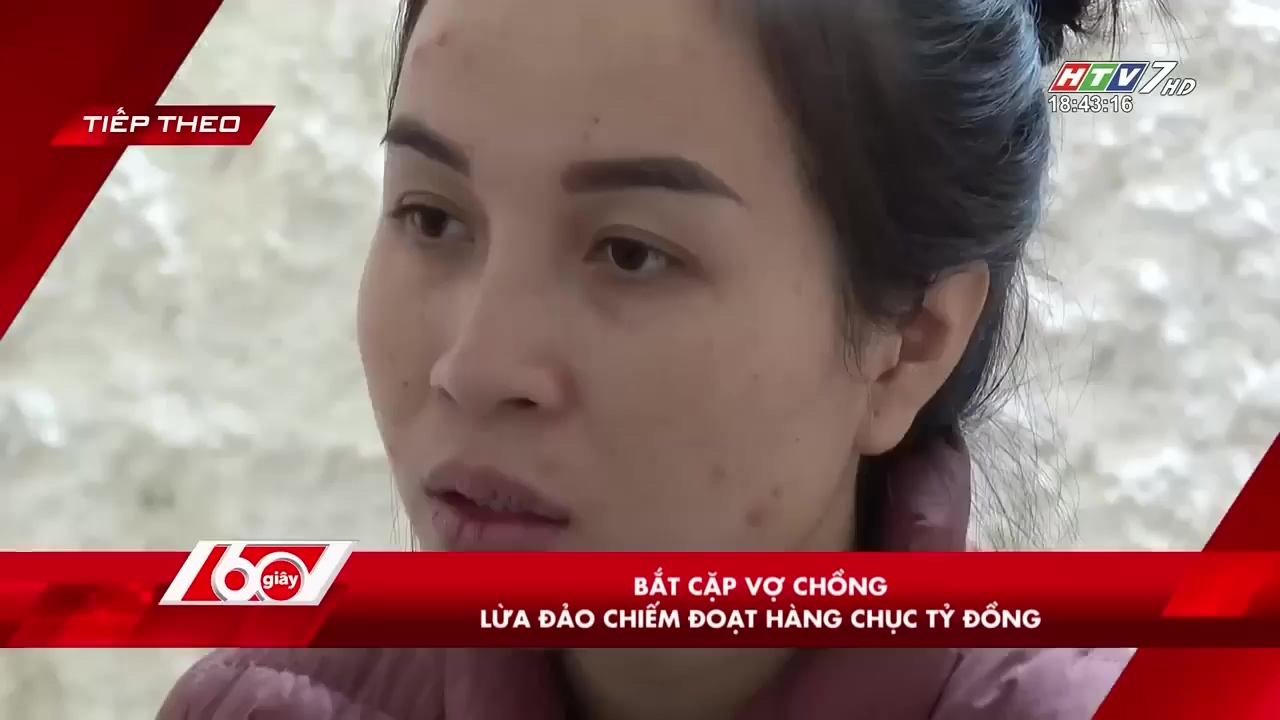 HTV7 HD
18:43:16
TIẾP THEO
60 giây
BẮT CẶP VỢ CHỒNG
LỪA ĐẢO CHIẾM ĐOẠT HÀNG CHỤC TỶ ĐỒNG